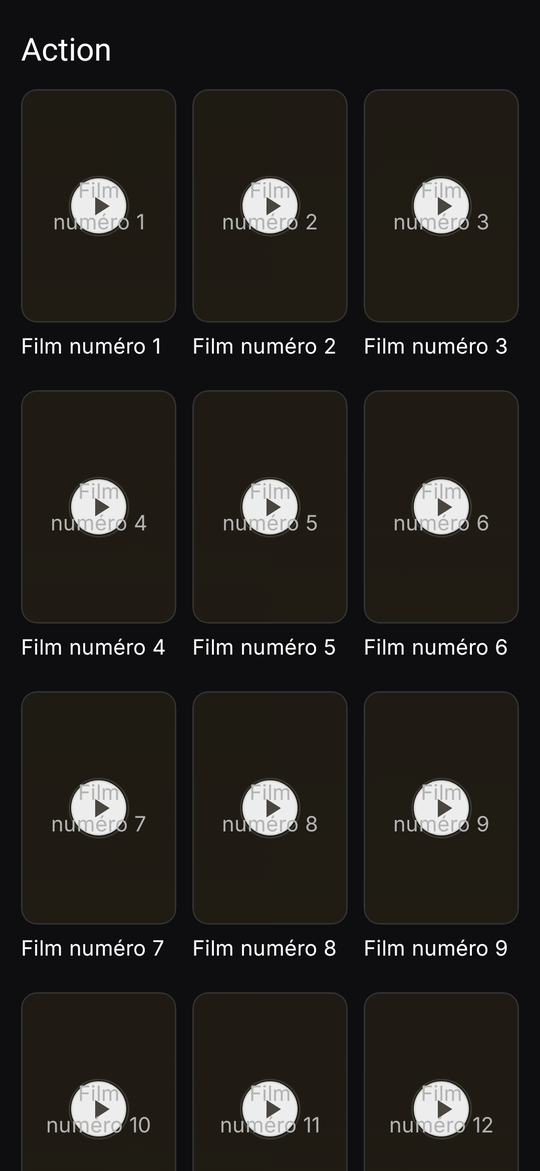 Action
Film
numéro 1
Film
numéro 2
Film
numéro 3
Film numéro 1
Film numéro 2
Film numéro 3
Film
numéro 4
Film
numéro 5
Film
numéro 6
Film numéro 4
Film numéro 5
Film numéro 6
Film
numéro 7
Film
numéro 8
Film
numéro 9
Film numéro 7
Film numéro 8
Film numéro 9
Film
numéro 10
Film
numéro 11
Film
numéro 12